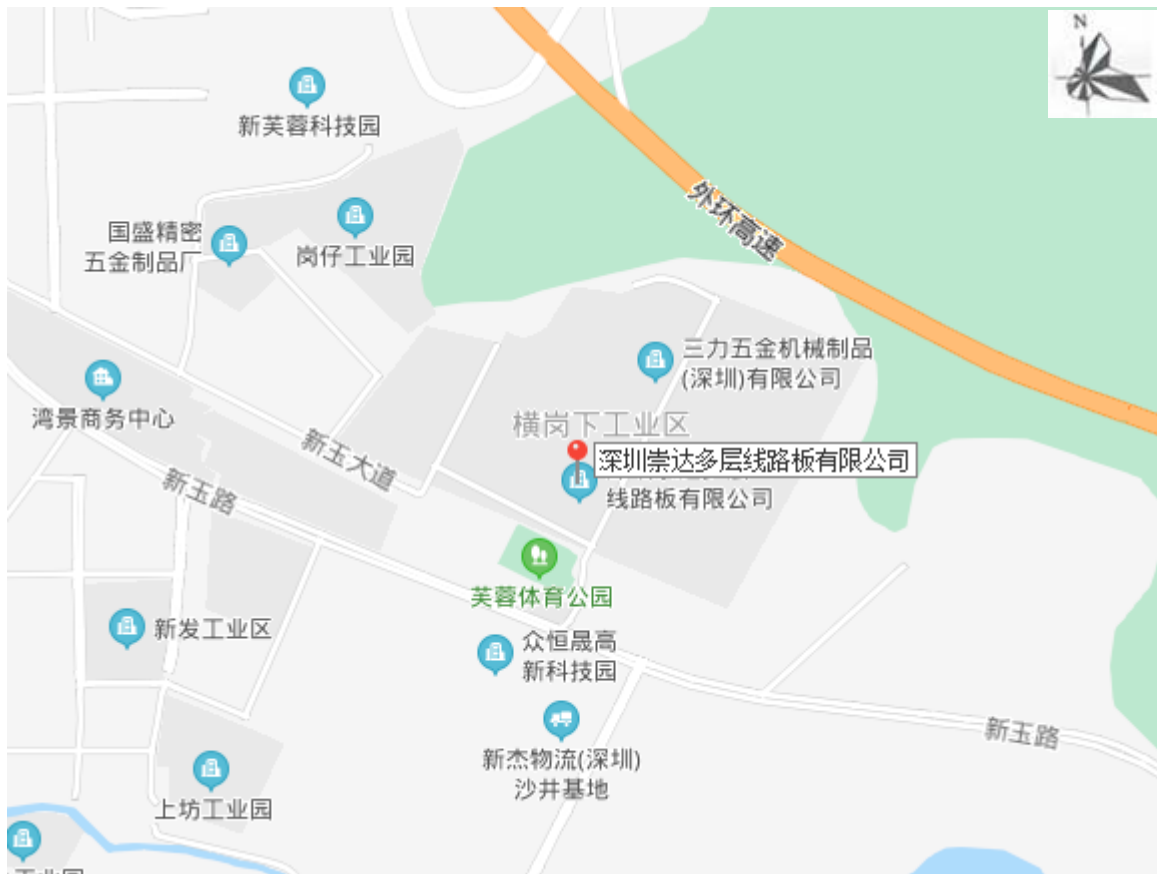 N
新芙蓉科技园
外环高速
国盛精密
五金制品厂
岗仔工业园
三力五金机械制品
(深圳)有限公司
湾景商务中心
横岗下工业区
新玉大道
深圳崇达多层线路板有限公司
线路板有限公司
新玉路
芙蓉体育公园
新发工业区
众恒晟高
新科技园
新杰物流(深圳)
沙井基地
新玉路
上坊工业园